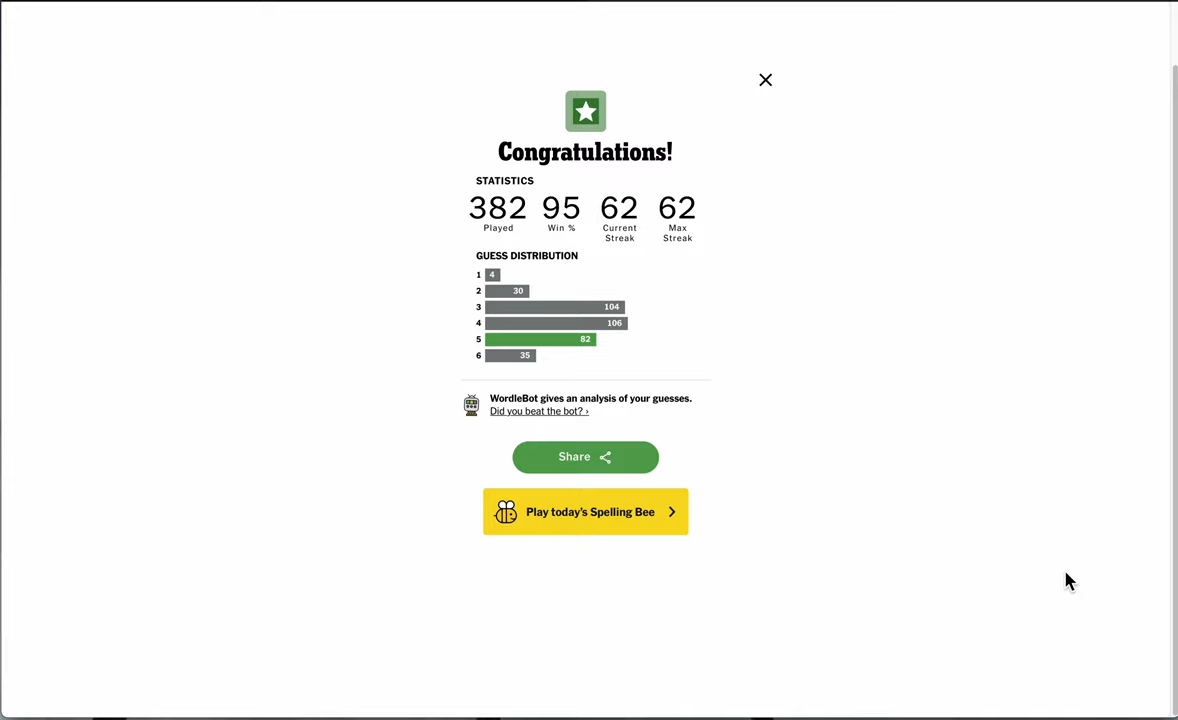 Congratulations!
STATISTICS
382 95 62 62
Played Win % Current Streak Max Streak
GUESS DISTRIBUTION
1 4
2 30
3 104
4 106
5 82
6 35
WordleBot gives an analysis of your guesses.
Did you beat the bot? ›
Share
Play today's Spelling Bee